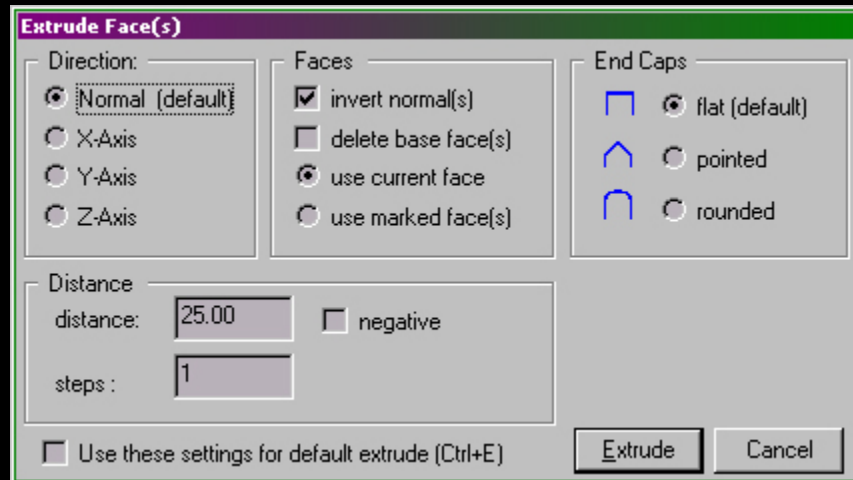 Extrude Face(s)
Direction:
Normal (default)
X-Axis
Y-Axis
Z-Axis
Faces
invert normal(s)
delete base face(s)
use current face
use marked face(s)
End Caps
flat (default)
pointed
rounded
Distance
distance: 25.00 negative
steps : 1
Use these settings for default extrude (Ctrl+E)
Extrude Cancel